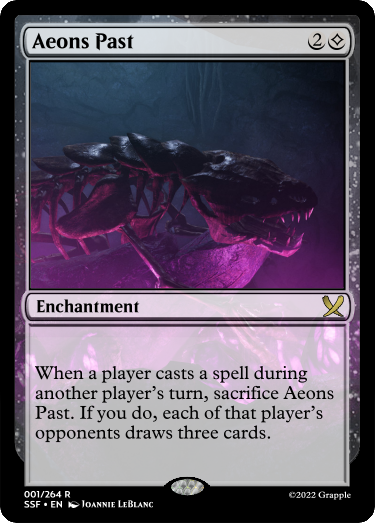 Aeons Past 2
Enchantment
When a player casts a spell during
another player's turn, sacrifice Aeons
Past. If you do, each of that player's
opponents draws three cards.
001/264 R
SSF • EN Joannie LeBlanc
©2022 Grapple